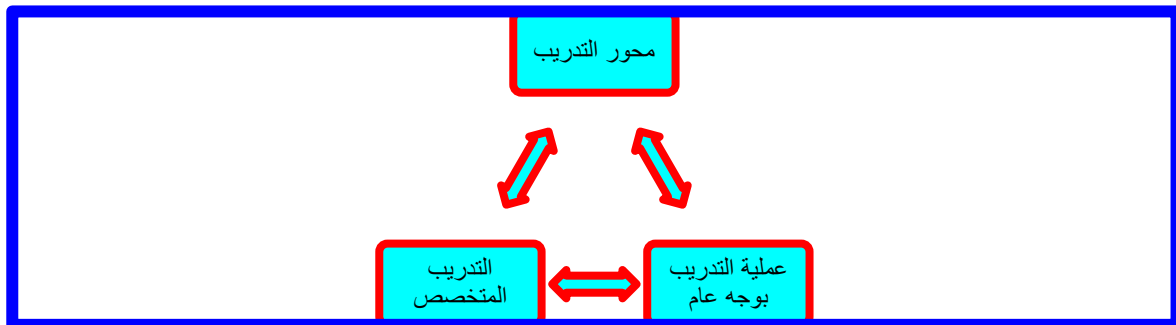 محور التدريب
عملية التدريب
بوجه عام
التدريب
المتخصص